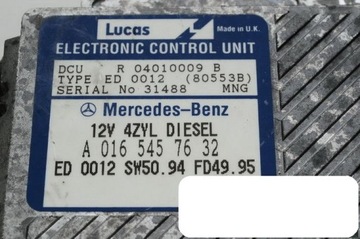 Lucas
Made in U.K.
ELECTRONIC CONTROL UNIT
DCU R 04010009 B
TYPE ED 0012 (80553B)
SERIAL No 31488 MNG
Mercedes-Benz
12V 4ZYL DIESEL
A 016 545 76 32
ED 0012 SW50.94 FD49.95